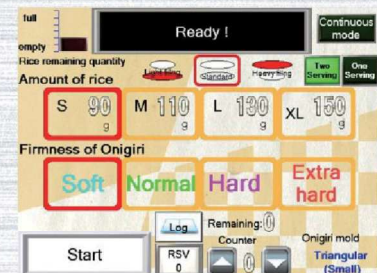 full
Ready !
Continuous
mode
empty
Rice remaining quantity
Light filling
Standard
Heavy filling
Two
Serving
One
Serving
Amount of rice
S 90 g
M 110 g
L 130 g
XL 150 g
Firmness of Onigiri
Soft
Normal
Hard
Extra
hard
Log
Remaining: 0
Counter
Onigiri mold
Start
RSV
0
0
Triangular
(Small)